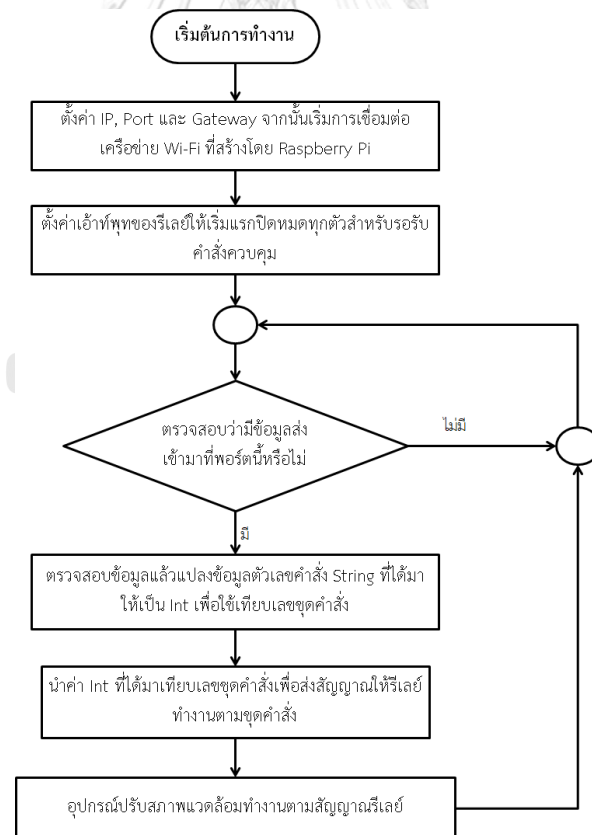 เริ่มต้นการทำงาน
ตั้งค่า IP, Port และ Gateway จากนั้นเริ่มการเชื่อมต่อ
เครือข่าย Wi-Fi ที่สร้างโดย Raspberry Pi
ตั้งค่าเอ้าท์พุทของรีเลย์ให้เริ่มแรกปิดหมดทุกตัวสำหรับรอรับ
คำสั่งควบคุม
ตรวจสอบว่ามีข้อมูลส่ง
เข้ามาที่พอร์ตนี้หรือไม่
ไม่มี
มี
ตรวจสอบข้อมูลแล้วแปลงข้อมูลตัวเลขคำสั่ง String ที่ได้มา
ให้เป็น Int เพื่อใช้เทียบเลขชุดคำสั่ง
นำค่า Int ที่ได้มาเทียบเลขชุดคำสั่งเพื่อส่งสัญญาณให้รีเลย์
ทำงานตามชุดคำสั่ง
อุปกรณ์ปรับสภาพแวดล้อมทำงานตามสัญญาณรีเลย์